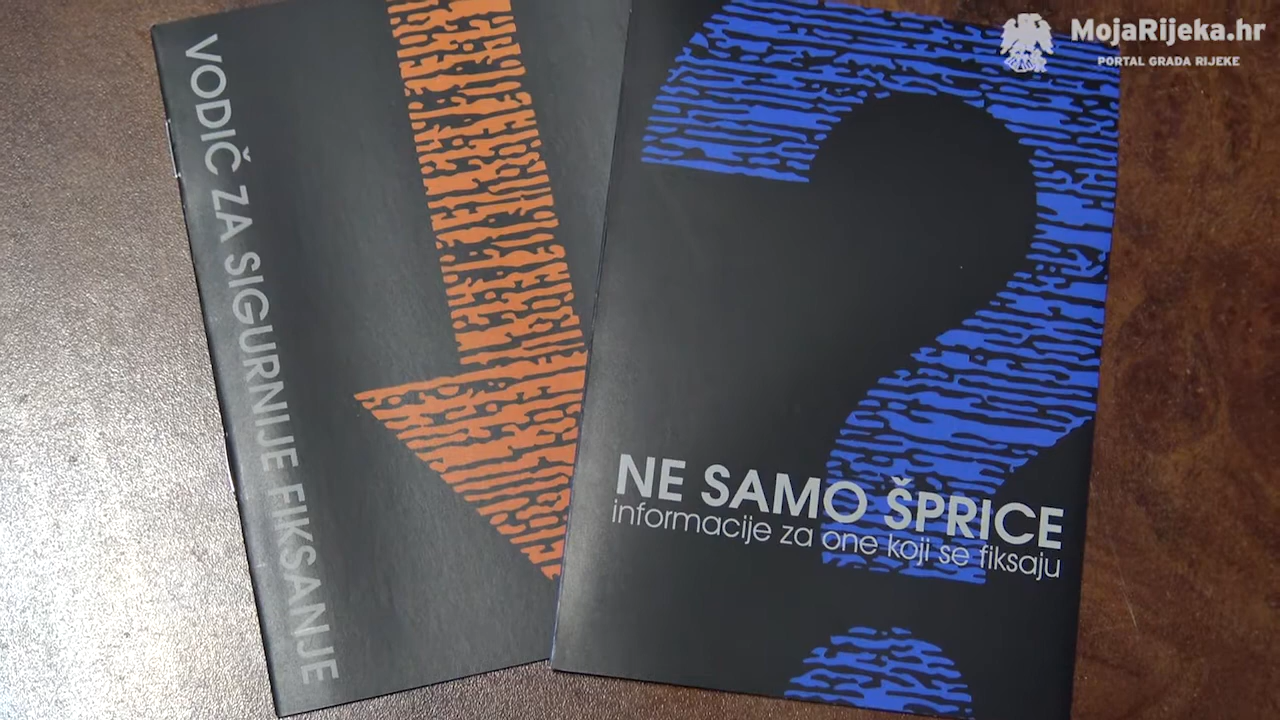 MojaRijeka.hr
PORTAL GRADA RIJEKE
VODIČ ZA SIGURNIJE FIKSANJE
NE SAMO ŠPRICE
informacije za one koji se fiksaju